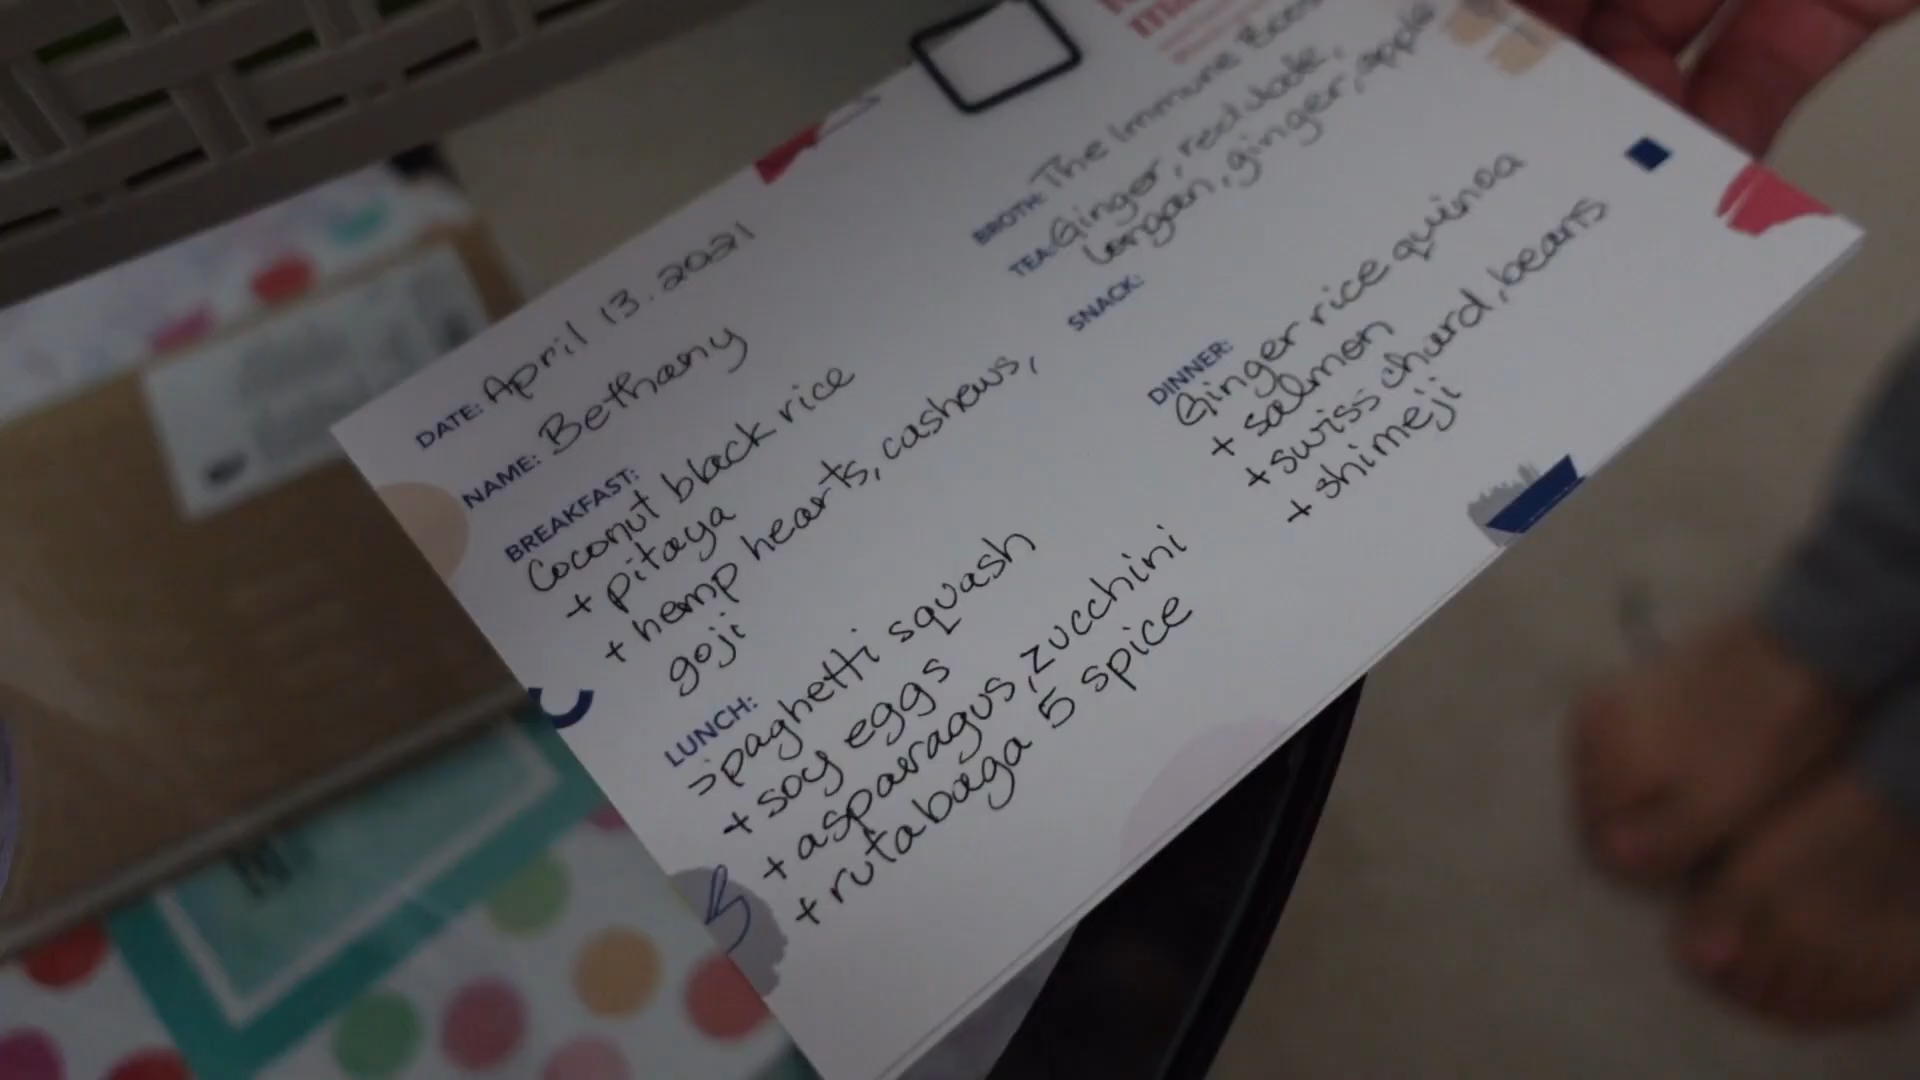 DATE: April 13. 2021
NAME: Bethany
BREAKFAST:
Coconut black rice
+ pitaya
+ hemp hearts, cashews,
goji
LUNCH:
spaghetti squash
+ soy eggs
+ asparagus, zucchini
+ rutabaga 5 spice
BROTH: The Immune
TEA: Ginger, red
longan, ginger, apple
SNACK:
DINNER:
Ginger rice quinoa
+ salmon
+ swiss chard, beans
+ shimeji